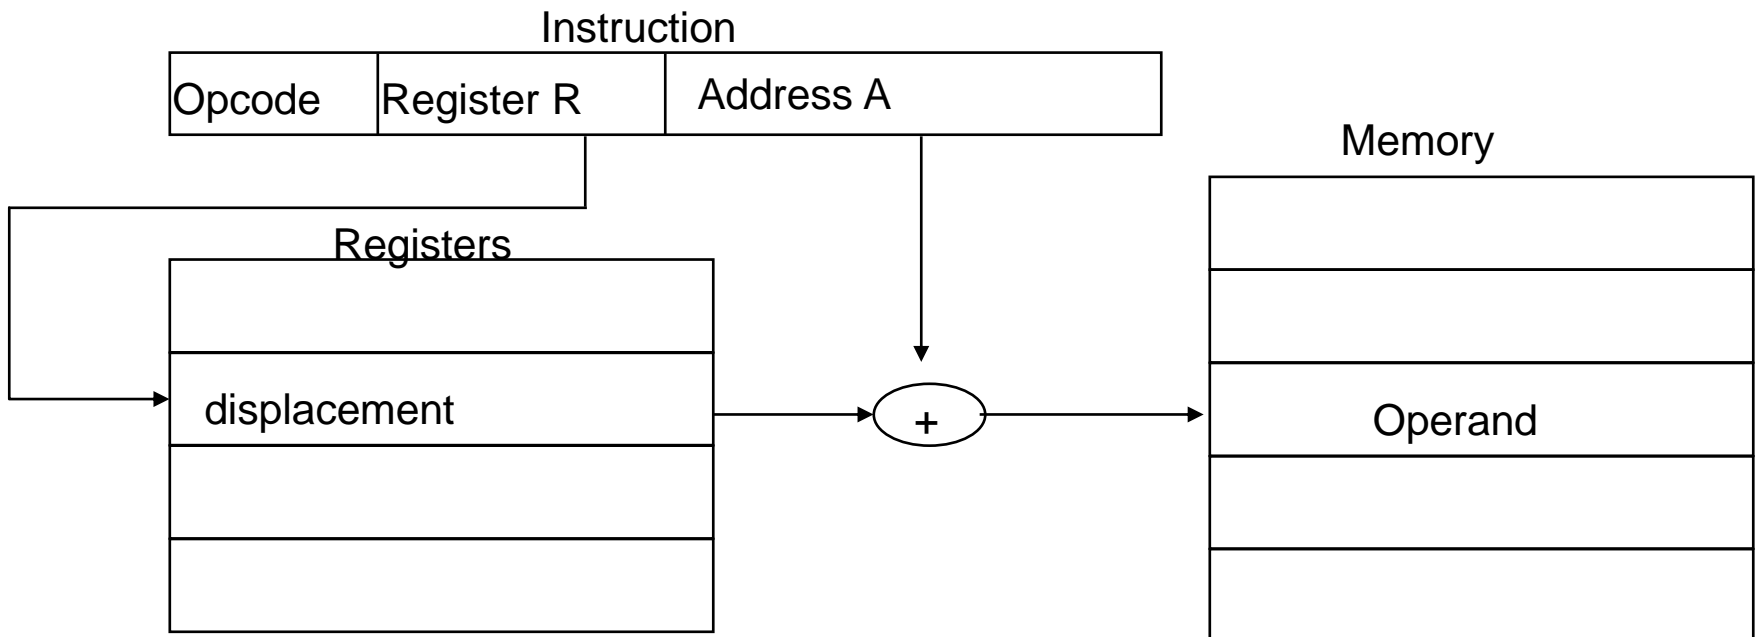 Instruction
Opcode Register R Address A
Memory
Registers
displacement
+
Operand